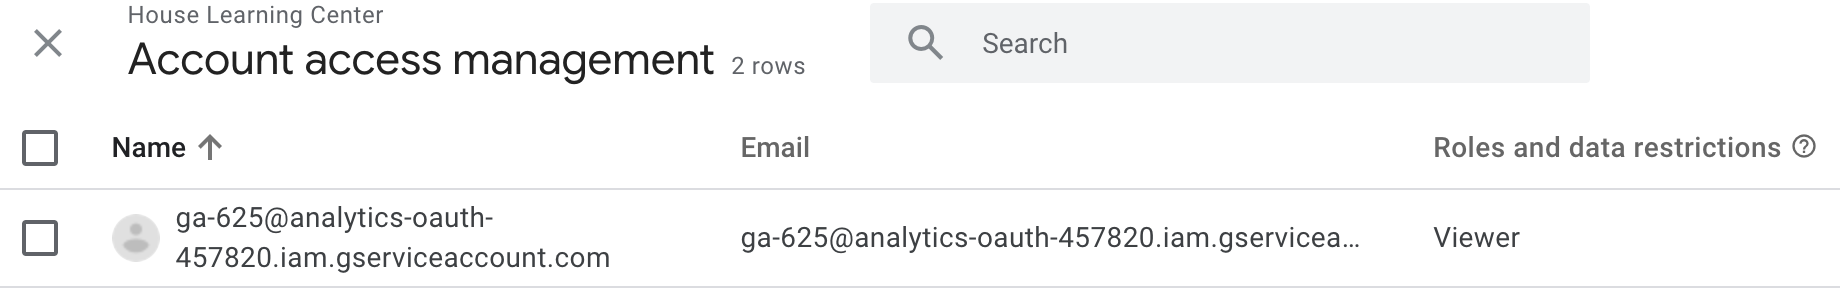 House Learning Center
Account access management 2 rows
Search
Name
Email
Roles and data restrictions
ga-625@analytics-oauth-
457820.iam.gserviceaccount.com
ga-625@analytics-oauth-457820.iam.gservicea...
Viewer